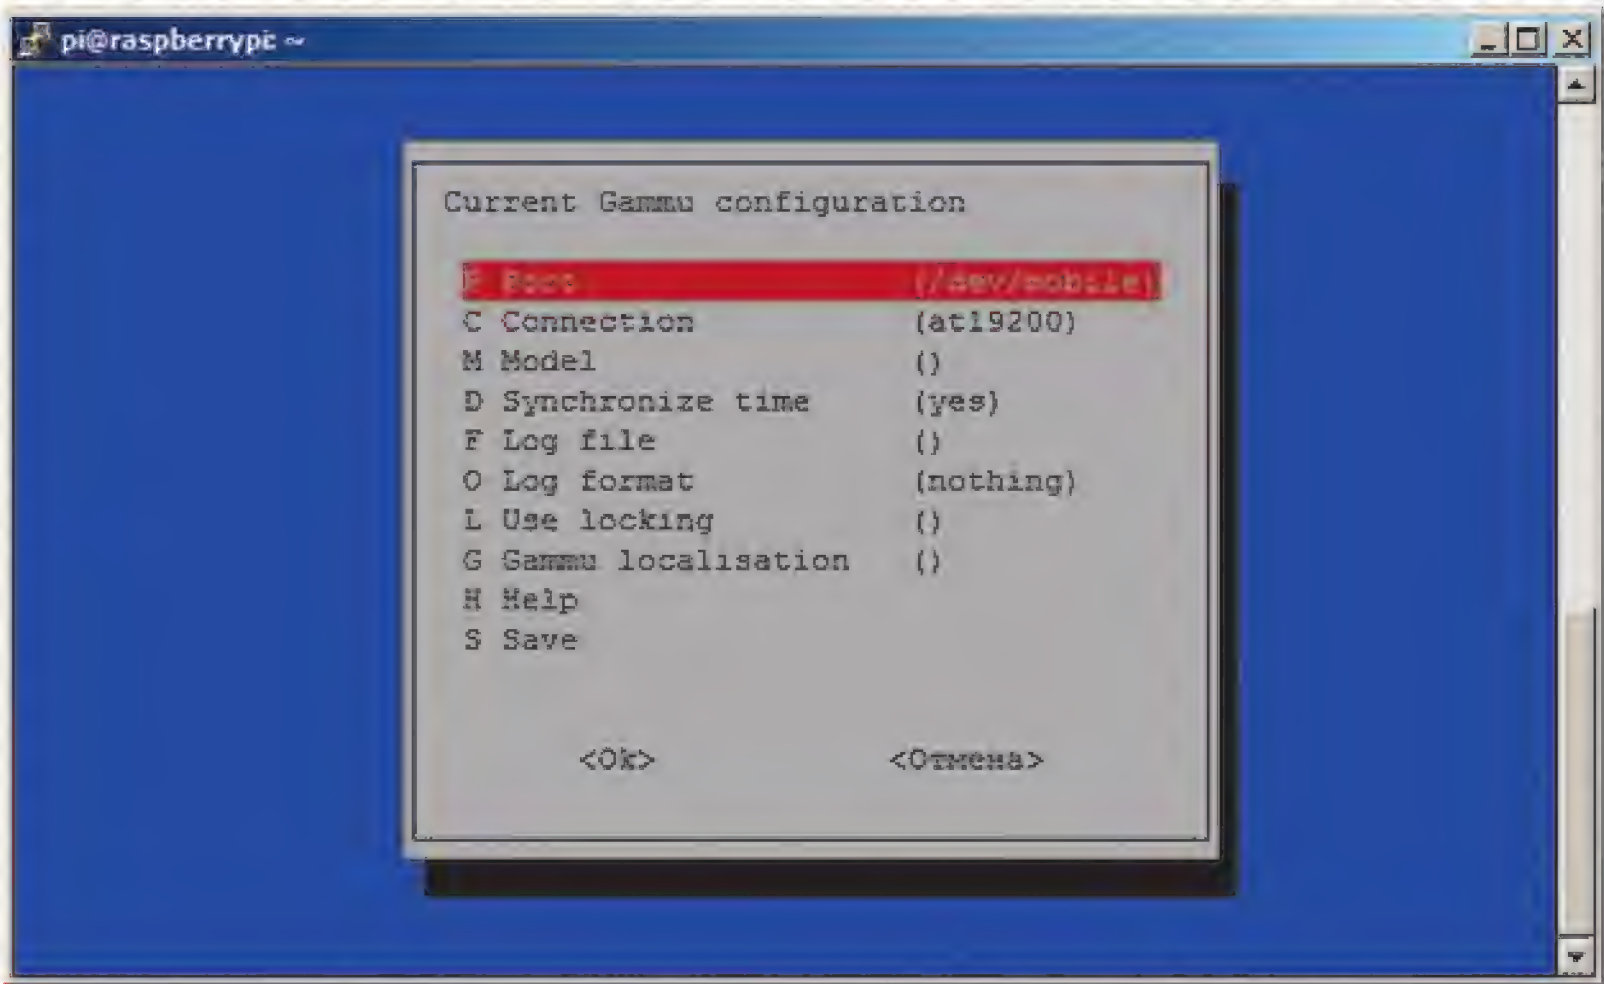 pi@raspberrypi: ~
Current Gammu configuration
P Port (/dev/mobile)
C Connection (at19200)
M Model ()
D Synchronize time (yes)
F Log file ()
O Log format (nothing)
L Use locking ()
G Gammu localisation ()
H Help
S Save
<Ok> <Отмена>